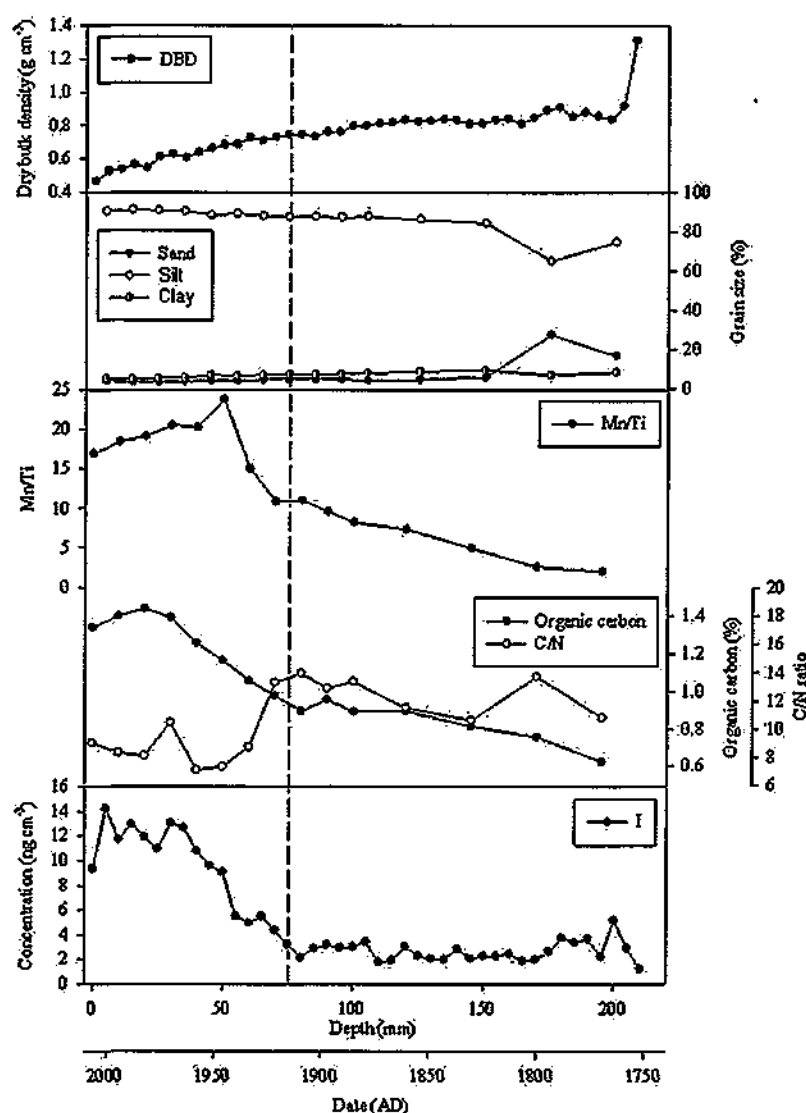 Dry bulk density (g cm⁻³)
1.4
1.2
1.0
0.8
0.6
0.4
DBD
100
80
60
40
20
0
Grain size (%)
Sand
Silt
Clay
25
20
15
10
5
0
Mn/Ti
Mn/Ti
Organic carbon
C/N
1.4
1.2
1.0
0.8
0.6
Organic carbon (%)
20
18
16
14
12
10
8
6
C/N ratio
16
14
12
10
8
6
4
2
0
Concentration (ng cm⁻³)
I
0 50 100 150 200
Depth (mm)
2000 1950 1900 1850 1800 1750
Date (AD)